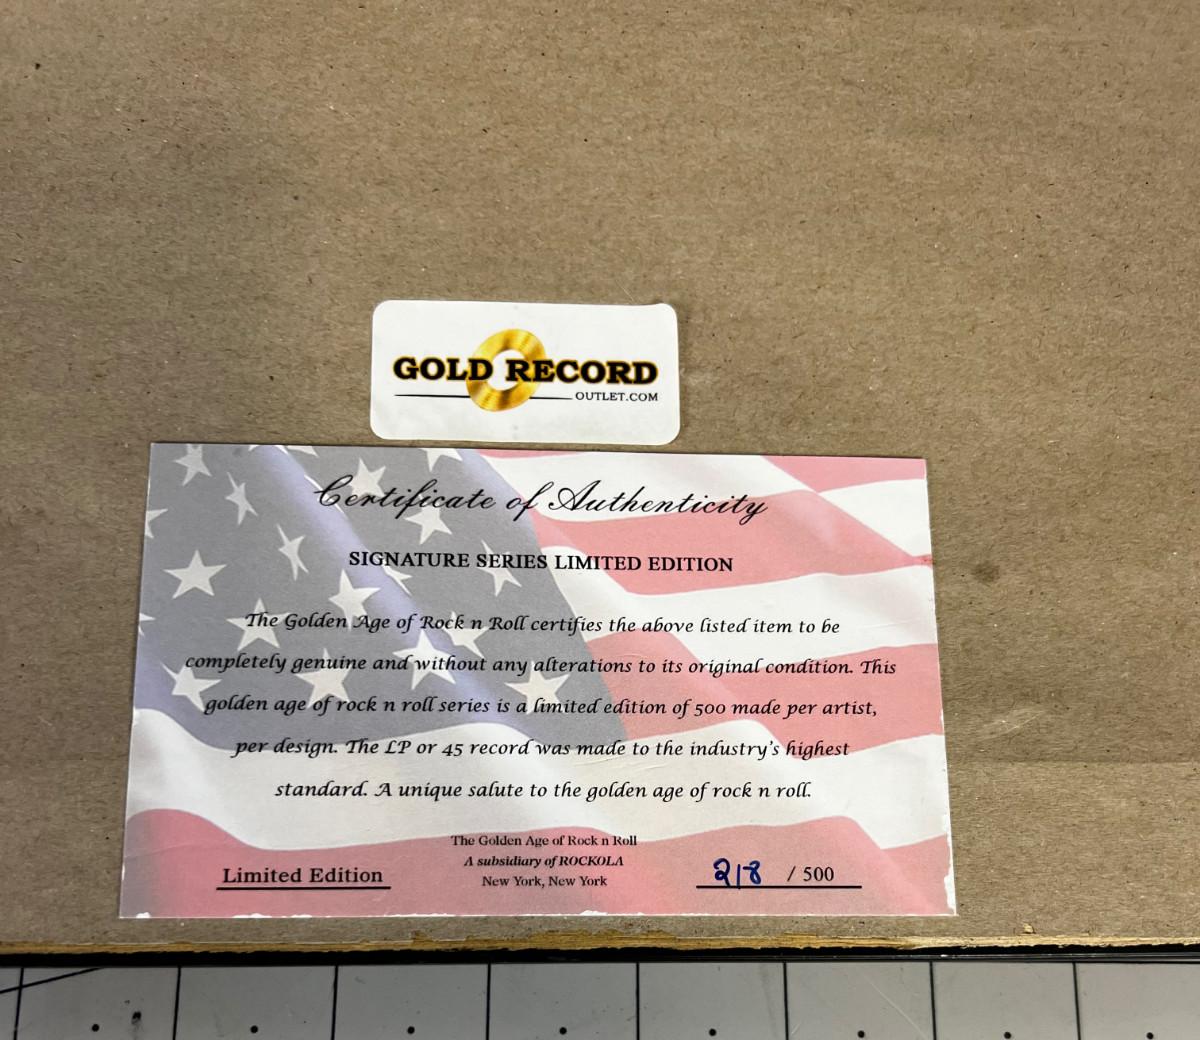 GOLD RECORD
OUTLET.COM
Certificate of Authenticity
SIGNATURE SERIES LIMITED EDITION
The Golden Age of Rock n Roll certifies the above listed item to be
completely genuine and without any alterations to its original condition. This
golden age of rock n roll series is a limited edition of 500 made per artist,
per design. The LP or 45 record was made to the industry's highest
standard. A unique salute to the golden age of rock n roll.
The Golden Age of Rock n Roll
A subsidiary of ROCKOLA
New York, New York
Limited Edition
218 / 500